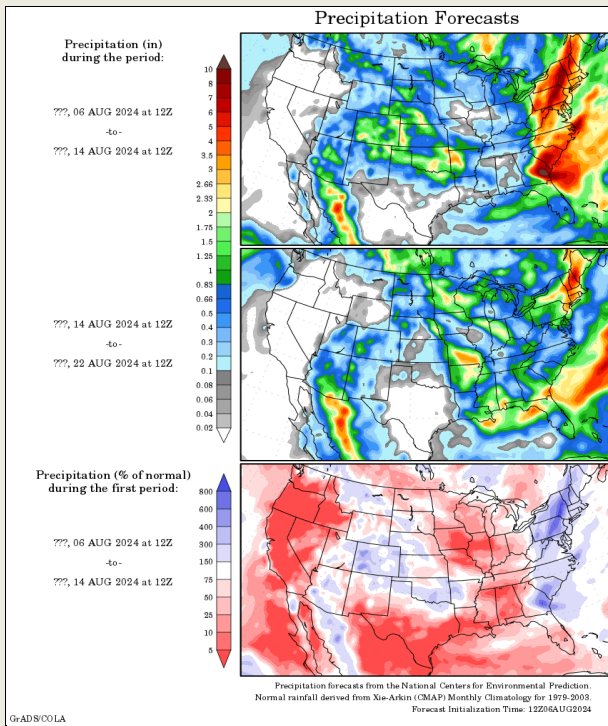 Precipitation Forecasts
Precipitation (in)
during the period:
???, 06 AUG 2024 at 12Z
-to-
???, 14 AUG 2024 at 12Z
10
8
7
6
5
4
3.5
3
2.66
2.33
2
1.75
1.5
1.25
1
0.83
0.66
0.5
0.4
0.3
0.2
0.1
0.08
0.06
0.04
0.02
???, 14 AUG 2024 at 12Z
-to-
???, 22 AUG 2024 at 12Z
Precipitation (% of normal)
during the first period:
???, 06 AUG 2024 at 12Z
-to-
???, 14 AUG 2024 at 12Z
800
600
400
300
150
75
50
25
10
5
Precipitation forecasts from the National Centers for Environmental Prediction.
Normal rainfall derived from Xie-Arkin (CMAP) Monthly Climatology for 1979-2003.
Forecast Initialization Time: 12Z06AUG2024
GrADS/COLA